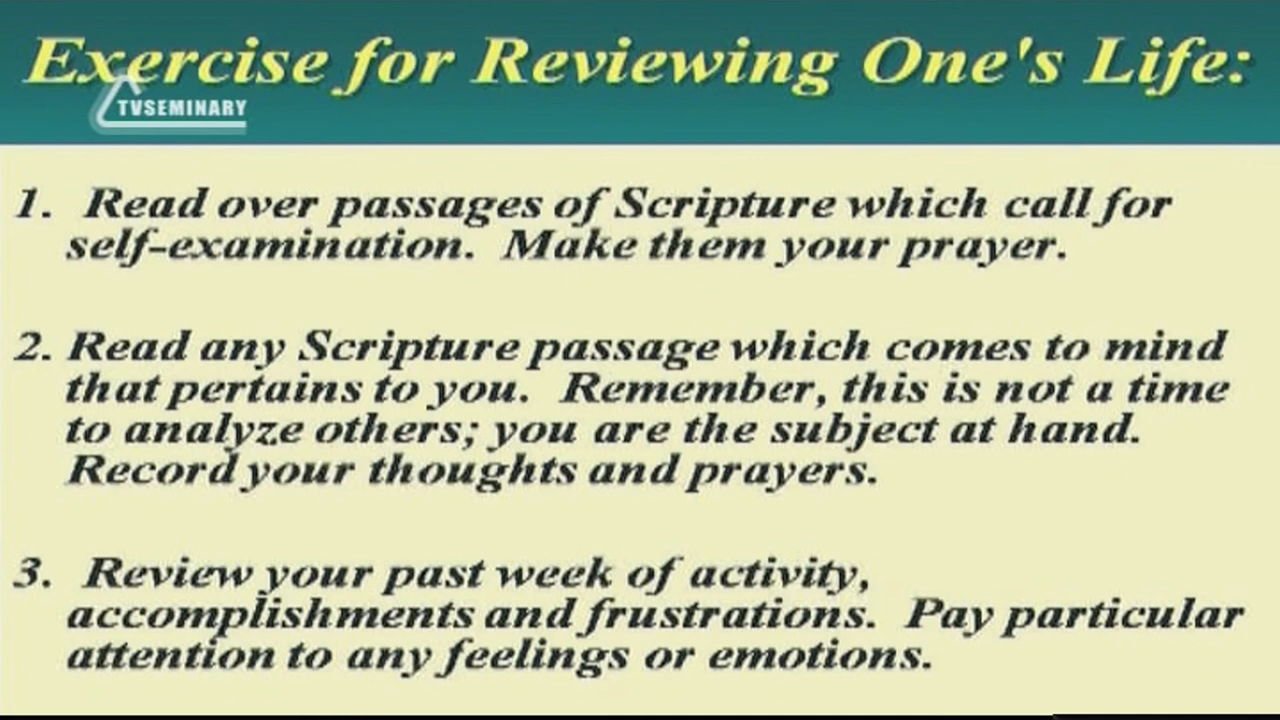 Exercise for Reviewing One's Life:
TVSEMINARY
1. Read over passages of Scripture which call for
self-examination. Make them your prayer.
2. Read any Scripture passage which comes to mind
that pertains to you. Remember, this is not a time
to analyze others; you are the subject at hand.
Record your thoughts and prayers.
3. Review your past week of activity,
accomplishments and frustrations. Pay particular
attention to any feelings or emotions.